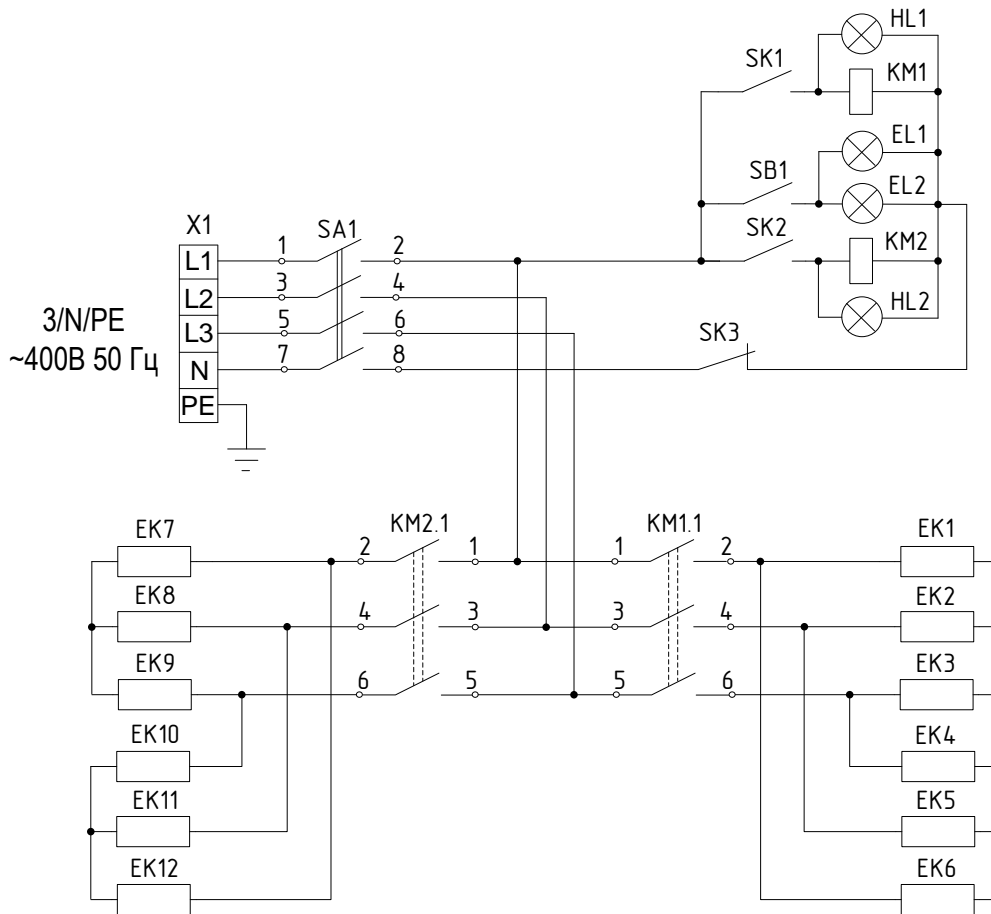 HL1
SK1
KM1
EL1
SB1
EL2
X1
SA1
SK2
KM2
1
2
L1
3
4
L2
HL2
5
6
L3
3/N/PE
SK3
7
8
~400В 50 Гц
N
PE
EK7
KM2.1
KM1.1
EK1
2
1
1
2
EK8
EK2
4
3
3
4
EK9
EK3
6
5
5
6
EK10
EK4
EK11
EK5
EK12
EK6